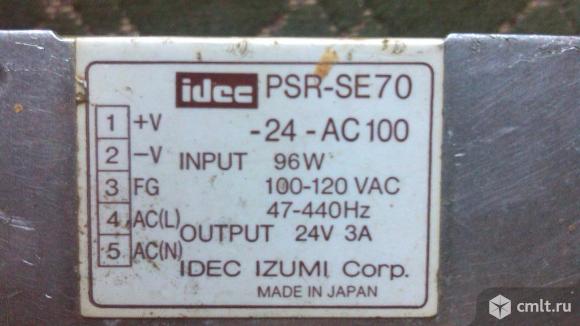 idec PSR-SE70
-24-AC100
1 +V
2 -V
3 FG
4 AC(L)
5 AC(N)
INPUT 96W
100-120 VAC
47-440Hz
OUTPUT 24V 3A
IDEC IZUMI Corp.
MADE IN JAPAN
cmlt.ru